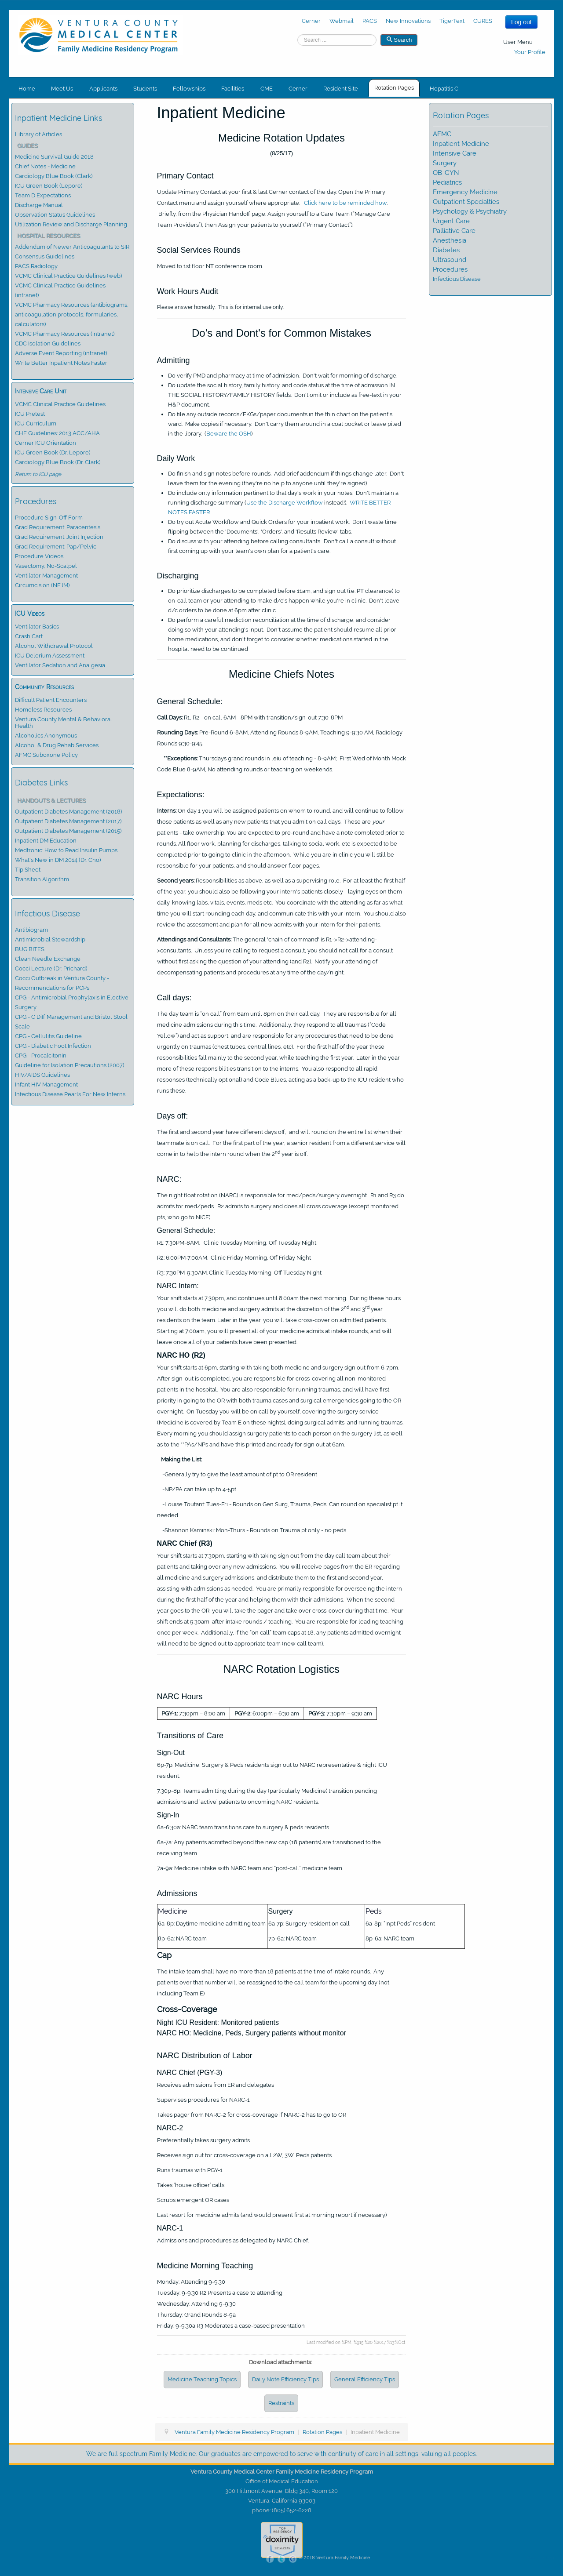 VENTURA COUNTY
MEDICAL CENTER
Family Medicine Residency Program
Cerner Webmail PACS New Innovations TigerText CURES
Search ...
Search
Log out
User Menu
Your Profile
Home Meet Us Applicants Students Fellowships Facilities CME Cerner Resident Site Rotation Pages Hepatitis C
Inpatient Medicine Links
Library of Articles
GUIDES:
Medicine Survival Guide 2018
Chief Notes - Medicine
Cardiology Blue Book (Clark)
ICU Green Book (Lepore)
Team D Expectations
Discharge Manual
Observation Status Guidelines
Utilization Review and Discharge Planning
HOSPITAL RESOURCES:
Addendum of Newer Anticoagulants to SIR
Consensus Guidelines
PACS Radiology
VCMC Clinical Practice Guidelines (web)
VCMC Clinical Practice Guidelines
(intranet)
VCMC Pharmacy Resources (antibiograms,
anticoagulation protocols, formularies,
calculators)
VCMC Pharmacy Resources (intranet)
CDC Isolation Guidelines
Adverse Event Reporting (intranet)
Write Better Inpatient Notes Faster
Intensive Care Unit
VCMC Clinical Practice Guidelines
ICU Pretest
ICU Curriculum
CHF Guidelines: 2013 ACC/AHA
Cerner ICU Orientation
ICU Green Book (Dr. Lepore)
Cardiology Blue Book (Dr. Clark)
Return to ICU page
Procedures
Procedure Sign-Off Form
Grad Requirement: Paracentesis
Grad Requirement: Joint Injection
Grad Requirement: Pap/Pelvic
Procedure Videos
Vasectomy, No-Scalpel
Ventilator Management
Circumcision (NEJM)
ICU Videos
Ventilator Basics
Crash Cart
Alcohol Withdrawal Protocol
ICU Delerium Assessment
Ventilator Sedation and Analgesia
Community Resources
Difficult Patient Encounters
Homeless Resources
Ventura County Mental & Behavioral
Health
Alcoholics Anonymous
Alcohol & Drug Rehab Services
AFMC Suboxone Policy
Diabetes Links
HANDOUTS & LECTURES
Outpatient Diabetes Management (2018)
Outpatient Diabetes Management (2017)
Outpatient Diabetes Management (2015)
Inpatient DM Education
Medtronic: How to Read Insulin Pumps
What's New in DM 2014 (Dr. Cho)
Tip Sheet
Transition Algorithm
Infectious Disease
Antibiogram
Antimicrobial Stewardship
BUG BITES
Clean Needle Exchange
Cocci Lecture (Dr. Prichard)
Cocci Outbreak in Ventura County -
Recommendations for PCPs
CPG - Antimicrobial Prophylaxis in Elective
Surgery
CPG - C Diff Management and Bristol Stool
Scale
CPG - Cellulitis Guideline
CPG - Diabetic Foot Infection
CPG - Procalcitonin
Guideline for Isolation Precautions (2007)
HIV/AIDS Guidelines
Infant HIV Management
Infectious Disease Pearls For New Interns
Inpatient Medicine
Medicine Rotation Updates
(8/25/17)
Primary Contact
Update Primary Contact at your first & last Cerner contact of the day. Open the Primary
Contact menu and assign yourself where appropriate. Click here to be reminded how.
Briefly, from the Physician Handoff page: Assign yourself as a Care Team ("Manage Care
Team Providers"), then Assign yourself to your patient ("Primary Contact")
Social Services Rounds
Moved to 1st floor NT conference room
Work Hours Audit
Please answer honestly. This is for internal use only
Do's and Dont's for Common Mistakes
Admitting
• Do verify PMD and pharmacy at time of admission. Don't wait for morning of discharge.
• Do update the social history, family history, and code status at the time of admission IN
THE SOCIAL HISTORY/FAMILY HISTORY fields. Don't omit or include as free-text in your
H&P document.
• Do file any outside records/EKGs/paper documents in the thin chart on the patient's
ward. Make copies if necessary. Don't cram into a white coat pocket or leave out piled
in the library. (Beware the OSH!)
Daily Work
• Do finish and sign notes before rounds. Add brief addendum if things change later. Don't
leave them for the evening (they're no help to anyone then if signed late).
• Do include only information pertinent to that day's work in your notes. Don't maintain a
running discharge summary (Use the Discharge Workflow instead!). WRITE BETTER
NOTES FASTER.
• Do try out Acute Workflow and Quick Orders for your inpatient work. Don't waste time
flipping between the 'Documents', 'Orders', and 'Results Review' tabs.
• Do discuss with your attending before calling consultants. Don't call a consult without
first coming up with your team's own plan for a patient's care.
Discharging
• Do prioritize discharges to be completed before 11am, and sign out (i.e. PT clearance) to
on-call team or your attending when a d/c's happen while you're in clinic. Don't leave
d/c orders to be done at 6pm after clinic.
• Do perform a careful medication reconciliation at the time of discharge, and consider
doing so with your attending's input. Don't assume the patient should resume all prior
home medications, and don't forget to consider whether medications started in the
hospital need to be continued
Medicine Chiefs Notes
General Schedule:
Call Days: R1, R2 - on call 6AM - 8PM with transition/sign-out 7:30-8PM
Rounding Days: Pre-Round 6-8AM, Attending Rounds 8-9AM, Teaching 9-9:30 AM, Radiology
Rounds 9:30-9:45
**Exceptions: Thursdays grand rounds in lieu of teaching - 8-9AM. First Wed of Month Mock
Code Blue 8-9AM. No attending rounds or teaching on weekends.
Expectations:
Interns: On day 1 you will be assigned patients on whom you do call. You will continue to follow
those patients as well as any new patients that you admit on your call days. These are your
patients - take ownership. You are expected to pre-round, write daily notes and have plans
formulated. All floor work, planning for discharges, talking to social work, etc is expected to be
completed prior to going to clinic in the afternoon. While you are in clinic you will still be
responsible for your patients, and should answer floor pages.
Second years: Responsibilities as above, as well as a supervising role. For at least the first half
of the year, you should also be following your intern's patients closely - laying eyes on them
daily, knowing labs, vitals, events, meds etc. You should coordinate with the attending what you
are going to focus on as far as what areas you will be teaching. As the year moves on your intern
should start running the plan and all new admits with your intern for their patients.
Attendings and Consultants: The general 'chain of command' is R1->R2->attending-
>consultants. Unless you're calling to request a consult, you should not call for a consult
without first asking the question of your attending (and R2). Notify your attending of
decompensating patients and procedures at any time of the day/night
Call days:
The day team is "on call" from 6am until 8pm on their call day. They are responsible for all
medicine admissions during this time. Additionally, they respond to all traumas ("Code
Yellow") and act as support, and are responsible for any procedures that need to be done
urgently on traumas (chest tubes, central lines, etc). For the first half of the year these
responsibilities fall mainly to the second year, while teaching the first year. Later in the year,
more of these responsibilities transition to the interns. You also respond to all rapid
responses (technically optional) and Code Blues, acting as a back-up to the ICU resident who
runs these.
Days off:
The first and second year have different days off, and will round on the entire list when their
teammate is on call. For the first part of the year, a senior resident from a different service will
come in to help the intern round when the 2nd year is off.
NARC:
The night float rotation (NARC) is responsible for med/peds/surgery overnight. R1 and R3 do
admits for med/peds. R2 admits to surgery and does all cross coverage (except monitored
pts, who go to NICE)
General Schedule:
R1: 7:30PM-8AM. Clinic Tuesday Morning, Off Tuesday Night
R2: 6:00PM-7:00AM. Clinic Friday Morning, Off Friday Night
R3: 7:30PM-9:30AM. Clinic Tuesday Morning, Off Tuesday Night
NARC Intern:
Your shift starts at 7:30pm, and continues until 8:00am the next morning. During these hours
you will do both medicine and surgery admits at the discretion of the 2nd and 3rd year
residents on the team. Later in the year, you will take cross-cover on admitted patients.
Starting at 7:00am, you will present all of your medicine admits at intake rounds, and will
leave once all of your patients have been presented
NARC HO (R2)
Your shift starts at 6pm, starting with taking both medicine and surgery sign out from 6-7pm.
After sign-out is completed, you are responsible for cross-covering all non-monitored
patients in the hospital. You are also responsible for running traumas, and will have first
priority of going to the OR with both trauma cases and surgical emergencies going to the OR
overnight. On Tuesday you will be on call by yourself, covering the surgery service
(Medicine is covered by Team E on these nights), doing surgical admits, and running traumas.
Every morning you should assign surgery patients to each person on the surgery list, as well
as to the **PAs/NPs and have this printed and ready for sign out at 6am
Making the List:
-Generally try to give the least amount of pt to OR resident
-NP/PA can take up to 4-5pt
-Louise Toutant: Tues-Fri - Rounds on Gen Surg, Trauma, Peds. Can round on specialist pt if
needed
-Shannon Kaminski: Mon-Thurs - Rounds on Trauma pt only - no peds
NARC Chief (R3)
Your shift starts at 7:30pm, starting with taking sign out from the day call team about their
patients and taking over any new admissions. You will receive pages from the ER regarding
all medicine and surgery admissions, and distribute them to the first and second year,
assisting with admissions as needed. You are primarily responsible to overseeing the intern
during the first half of the year and helping them with their admissions. When the second
year goes to the OR, you will take the pager and take over cross-cover during the time. Your
shift ends at 9:30am, after intake rounds / teaching. You are responsible for leading teaching
once per week. Additionally, if the "on call" team caps at 18, any patients admitted overnight
will need to be signed out to appropriate team (new call team).
NARC Rotation Logistics
NARC Hours
PGY-1: 7:30pm – 8:00 am PGY-2: 6:00pm – 6:30 am PGY-3: 7:30pm – 9:30 am
Transitions of Care
Sign-Out
6p-7p: Medicine, Surgery & Peds residents sign out to NARC representative & night ICU
resident.
7:30p-8p: Teams admitting during the day (particularly Medicine) transition pending
admissions and 'active' patients to oncoming NARC residents.
Sign-In
6a-6:30a: NARC team transitions care to surgery & peds residents.
6a-7a: Any patients admitted beyond the new cap (18 patients) are transitioned to the
receiving team
7a-9a: Medicine intake with NARC team and "post-call" medicine team
Admissions
Medicine Surgery Peds
6a-8p: Daytime medicine admitting team 6a-7p: Surgery resident on call 6a-8p: "Inpt Peds" resident
8p-6a: NARC team 7p-6a: NARC team 8p-6a: NARC team
Cap
The intake team shall have no more than 18 patients at the time of intake rounds. Any
patients over that number will be reassigned to the call team for the upcoming day (not
including Team E)
Cross-Coverage
Night ICU Resident: Monitored patients
NARC HO: Medicine, Peds, Surgery patients without monitor
NARC Distribution of Labor
NARC Chief (PGY-3)
Receives admissions from ER and delegates
Supervises procedures for NARC-1
Takes pager from NARC-2 for cross-coverage if NARC-2 has to go to OR
NARC-2
Preferentially takes surgery admits
Receives sign out for cross-coverage on all 2W, 3W, Peds patients.
Runs traumas with PGY-1
Takes 'house officer' calls
Scrubs emergent OR cases
Last resort for medicine admits (and would present first at morning report if necessary)
NARC-1
Admissions and procedures as delegated by NARC Chief.
Medicine Morning Teaching
Monday: Attending 9-9:30
Tuesday: 9-9:30 R2 Presents a case to attending
Wednesday: Attending 9-9:30
Thursday: Grand Rounds 8-9a
Friday: 9-9:30a R3 Moderates a case-based presentation
Download attachments:
Medicine Teaching Topics Daily Note Efficiency Tips General Efficiency Tips
Restraints
Ventura Family Medicine Residency Program / Rotation Pages / Inpatient Medicine
Rotation Pages
AFMC
Inpatient Medicine
Intensive Care
Surgery
OB-GYN
Pediatrics
Emergency Medicine
Outpatient Specialties
Psychology & Psychiatry
Urgent Care
Palliative Care
Anesthesia
Diabetes
Ultrasound
Procedures
Infectious Disease
We are full spectrum Family Medicine. Our graduates are empowered to serve with continuity of care in all settings, valuing all peoples.
Ventura County Medical Center Family Medicine Residency Program
Office of Medical Education
300 Hillmont Avenue, Bldg 340, Room 120
Ventura, California 93003
phone: (805) 652-6228
TOP RESIDENCY
doximity
2018 Ventura Family Medicine